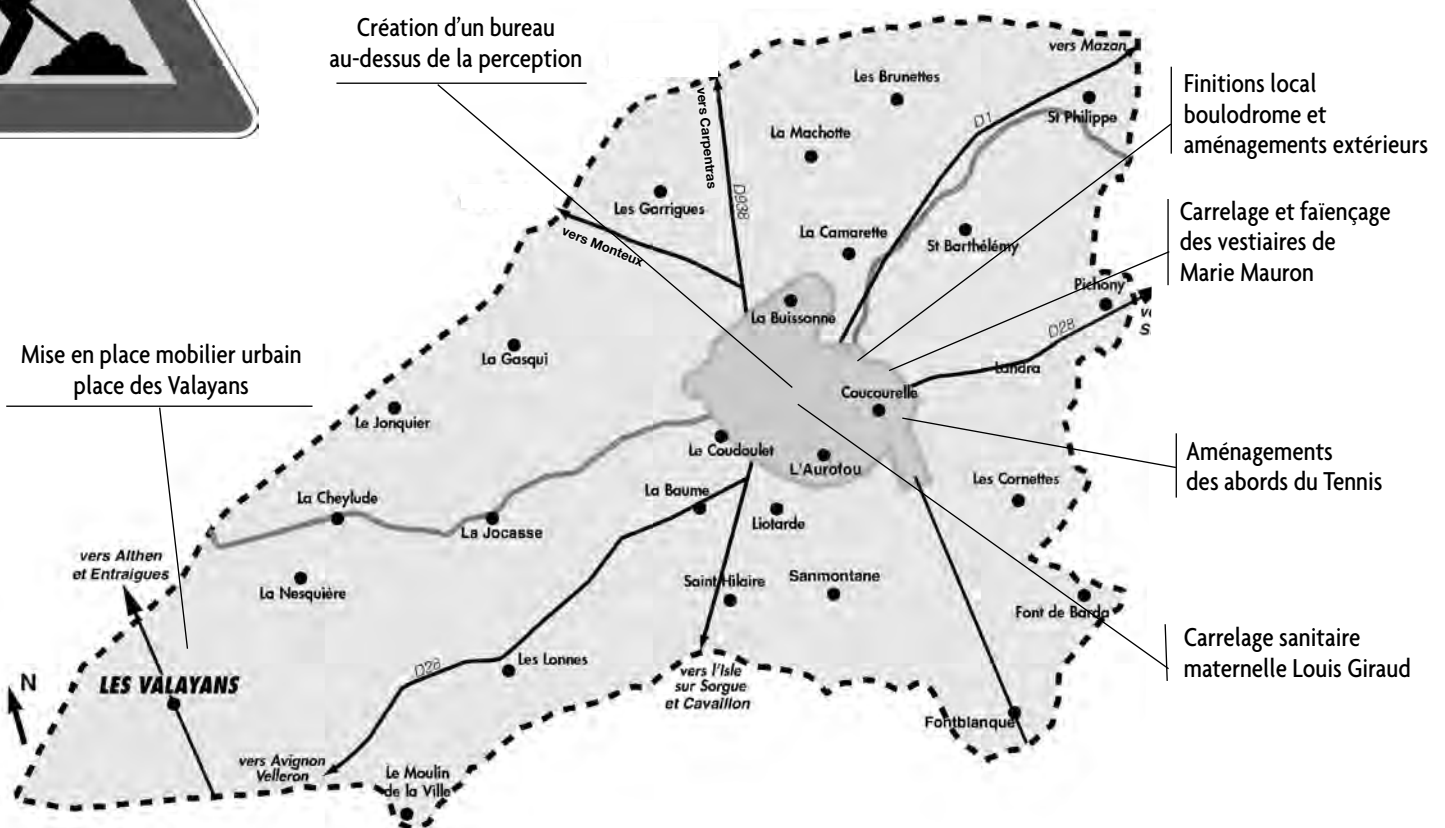 Création d'un bureau
au-dessus de la perception
vers Mazan
Les Brunettes
Finitions local
boulodrome et
aménagements extérieurs
St Philippe
D1
vers Carpentras
La Machotte
D938
Les Garrigues
Carrelage et faïençage
des vestiaires de
Marie Mauron
La Camarette
St Barthélémy
vers Monteux
Pichony
La Buissonne
D28
ve
S
Mise en place mobilier urbain
place des Valayans
La Gasqui
Landra
Coucourelle
Le Jonquier
Le Coudoulet
L'Aurofou
Aménagements
des abords du Tennis
Les Cornettes
La Baume
La Cheylude
Liotarde
La Jocasse
vers Althen
et Entraigues
La Nesquière
Saint Hilaire
Sanmontane
Font de Barda
Carrelage sanitaire
maternelle Louis Giraud
D28
Les Lonnes
vers l'Isle
sur Sorgue
et Cavaillon
N
LES VALAYANS
Fontblanque
vers Avignon
Velleron
Le Moulin
de la Ville